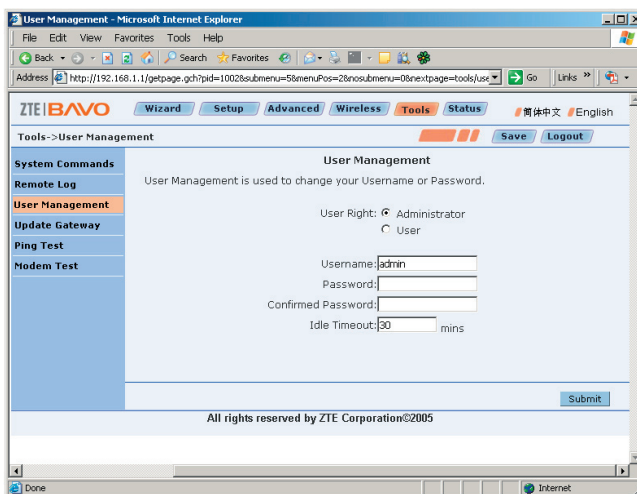 User Management - Microsoft Internet Explorer
File Edit View Favorites Tools Help
Back Search Favorites
Address http://192.168.1.1/getpage.gch?pid=1002&submenu=5&menuPos=2&nosubmenu=0&nextpage=tools/use Go Links »
ZTE BAVO Wizard Setup Advanced Wireless Tools Status 简体中文 English
Tools->User Management Save Logout
System Commands
Remote Log
User Management
Update Gateway
Ping Test
Modem Test
User Management
User Management is used to change your Username or Password.
User Right: Administrator
User
Username: admin
Password:
Confirmed Password:
Idle Timeout: 30 mins
Submit
All rights reserved by ZTE Corporation©2005
Done Internet